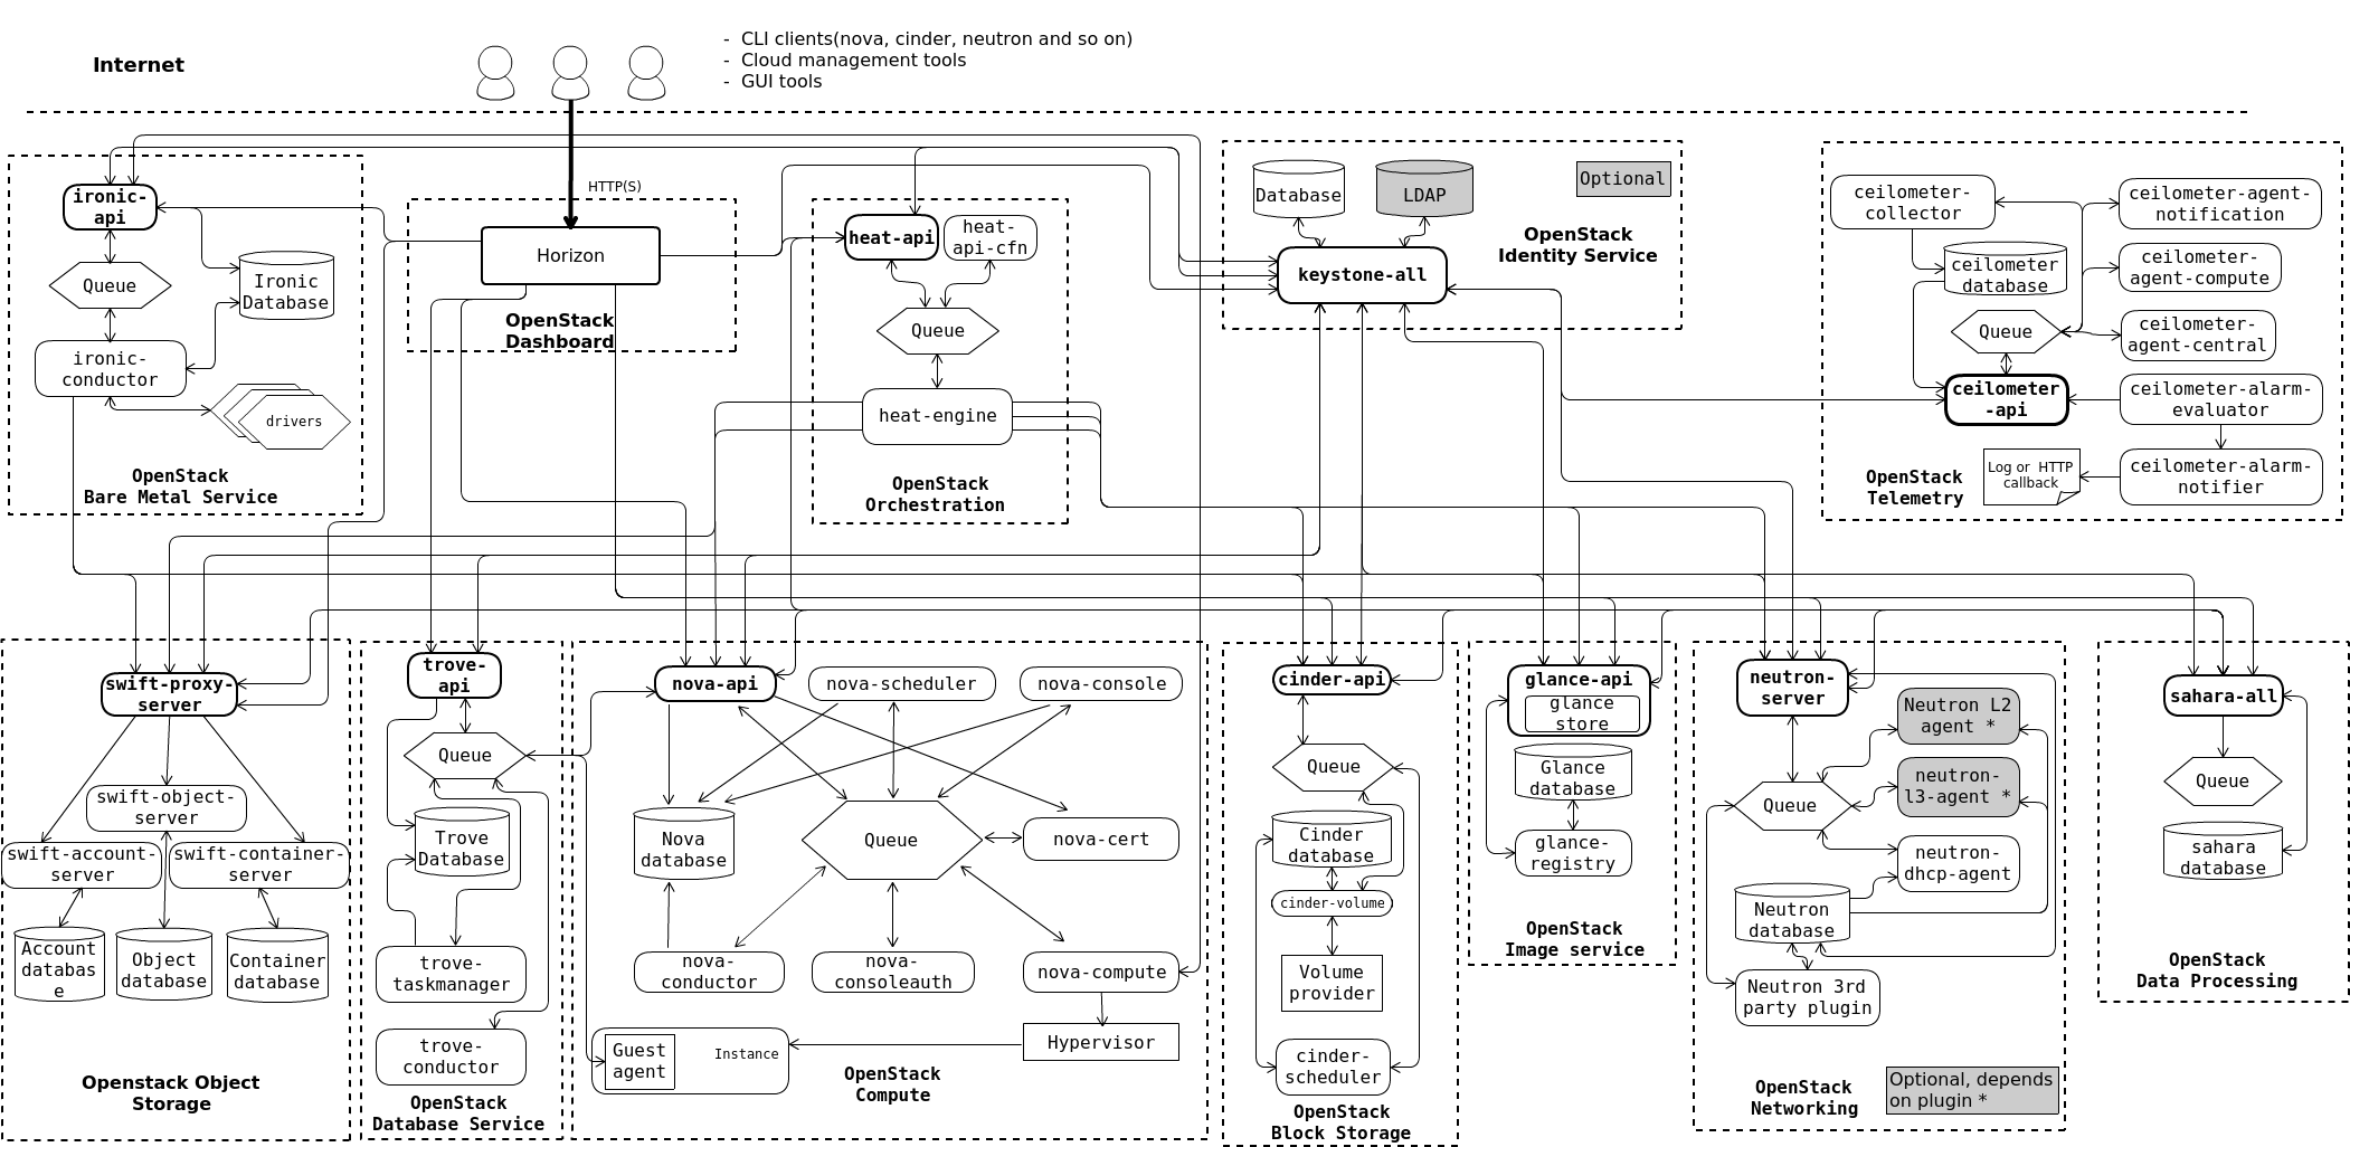 - CLI clients(nova, cinder, neutron and so on)
Internet
- Cloud management tools
- GUI tools
HTTP(S)
ironic-
api
Queue
Ironic
Database
ironic-
conductor
drivers
OpenStack
Bare Metal Service
Horizon
OpenStack
Dashboard
heat-api
heat-
api-cfn
Queue
heat-engine
OpenStack
Orchestration
Database
LDAP
Optional
OpenStack
Identity Service
keystone-all
ceilometer-
collector
ceilometer-agent-
notification
ceilometer
database
ceilometer-
agent-compute
Queue
ceilometer-
agent-central
ceilometer
-api
ceilometer-alarm-
evaluator
Log or HTTP
callback
ceilometer-alarm-
notifier
OpenStack
Telemetry
swift-proxy-
server
swift-object-
server
swift-account-
server
swift-container-
server
Account
databas
e
Object
database
Container
database
Openstack Object
Storage
trove-
api
Queue
Trove
Database
trove-
taskmanager
trove-
conductor
OpenStack
Database Service
nova-api
nova-scheduler
nova-console
Nova
database
Queue
nova-cert
nova-
conductor
nova-
consoleauth
nova-compute
Guest
agent
Instance
Hypervisor
OpenStack
Compute
cinder-api
Queue
Cinder
database
cinder-volume
Volume
provider
cinder-
scheduler
OpenStack
Block Storage
glance-api
glance
store
Glance
database
glance-
registry
OpenStack
Image service
neutron-
server
Neutron L2
agent *
Queue
neutron-
l3-agent *
neutron-
dhcp-agent
Neutron
database
Neutron 3rd
party plugin
OpenStack
Networking
Optional, depends
on plugin *
sahara-all
Queue
sahara
database
OpenStack
Data Processing